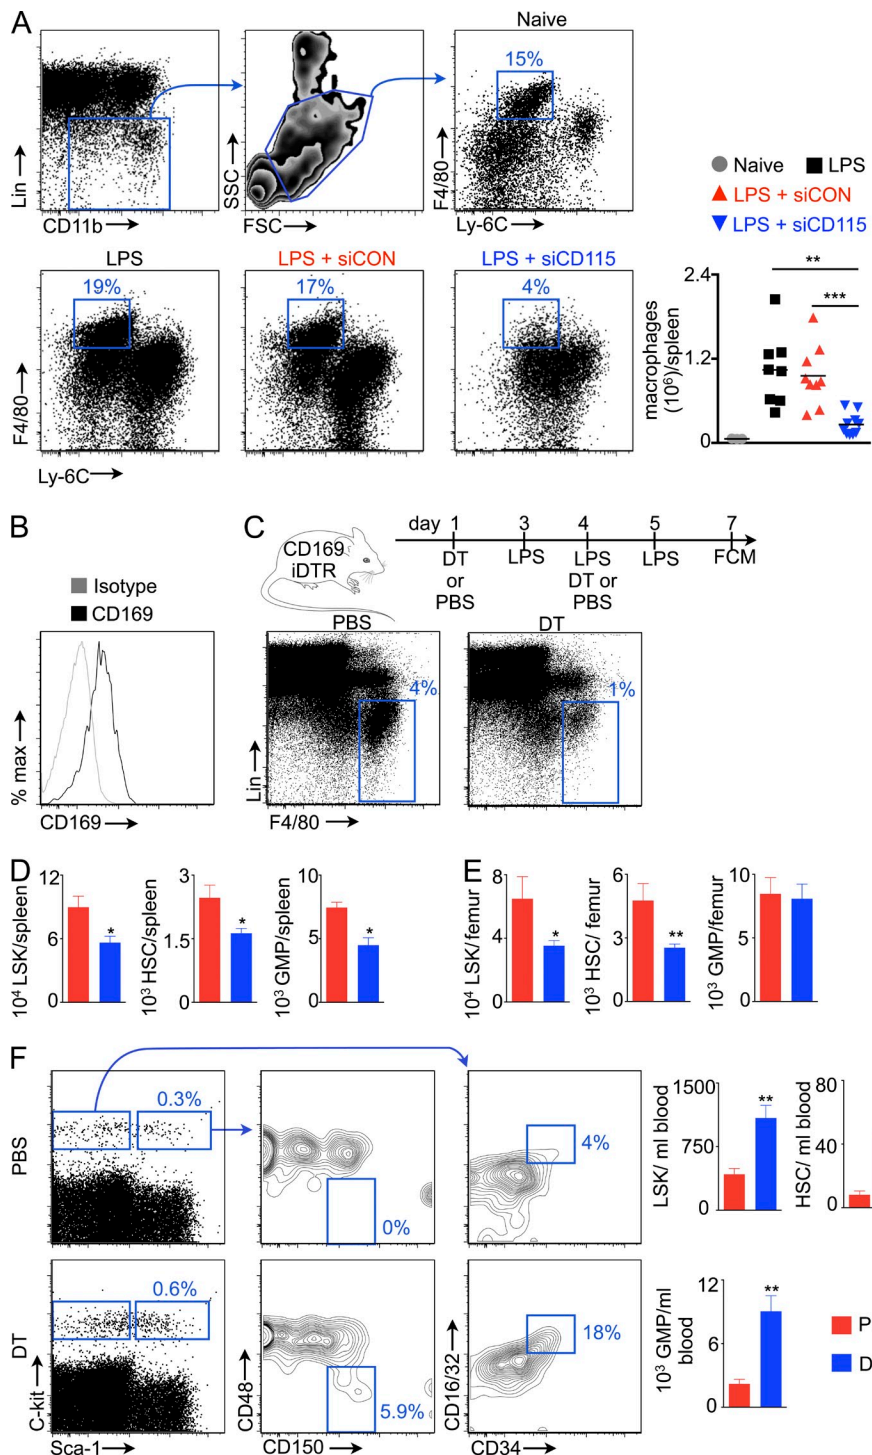 A
Naive
15%
Lin
SSC
F4/80
CD11b
FSC
Ly-6C
Naive LPS
LPS + siCON
LPS + siCD115
LPS
LPS + siCON
LPS + siCD115
19%
17%
4%
F4/80
Ly-6C
macrophages
(10⁶)/spleen
2.4
1.2
0
**
***
B
Isotype
CD169
% max
CD169
C
CD169
iDTR
day 1 3 4 5 7
DT
or
PBS
LPS
LPS
DT or
PBS
LPS
FCM
PBS
DT
4%
1%
Lin
F4/80
D
10⁴ LSK/spleen
12
6
0
*
10³ HSC/spleen
3
1.5
0
*
10³ GMP/spleen
10
5
0
*
E
10⁴ LSK/femur
8
4
0
*
10³ HSC/ femur
6
3
0
**
10³ GMP/femur
10
5
0
F
PBS
0.3%
0%
4%
LSK/ ml blood
1500
750
0
**
HSC/ ml blood
80
40
0
DT
0.6%
5.9%
18%
C-kit
Sca-1
CD48
CD150
CD16/32
CD34
10³ GMP/ml
blood
12
6
0
**
P
D